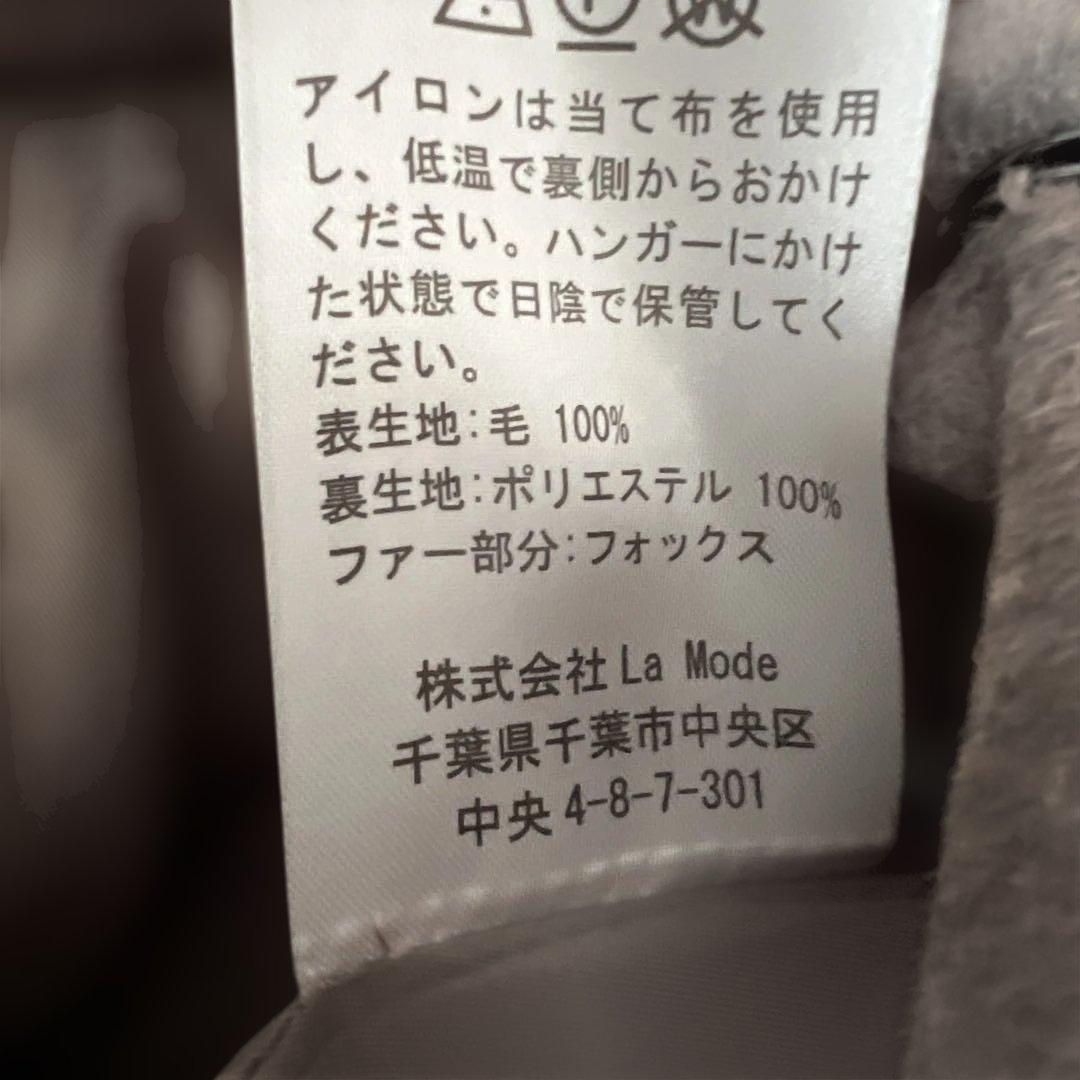 アイロンは当て布を使用
し、低温で裏側からおかけ
ください。ハンガーにかけ
た状態で日陰で保管してく
ださい。
表生地:毛 100%
裏生地:ポリエステル 100%
ファー部分:フォックス
株式会社 La Mode
千葉県千葉市中央区
中央 4-8-7-301